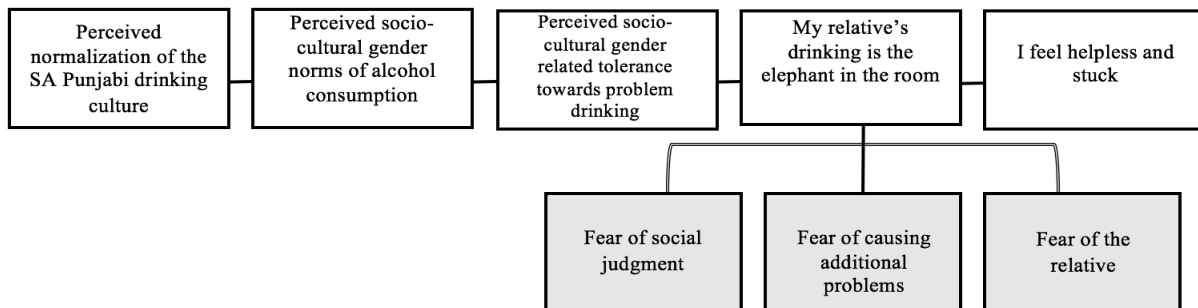 Perceived
normalization of the
SA Punjabi drinking
culture
Perceived socio-
cultural gender
norms of alcohol
consumption
Perceived socio-
cultural gender
related tolerance
towards problem
drinking
My relative’s
drinking is the
elephant in the room
I feel helpless and
stuck
Fear of social
judgment
Fear of causing
additional
problems
Fear of the
relative